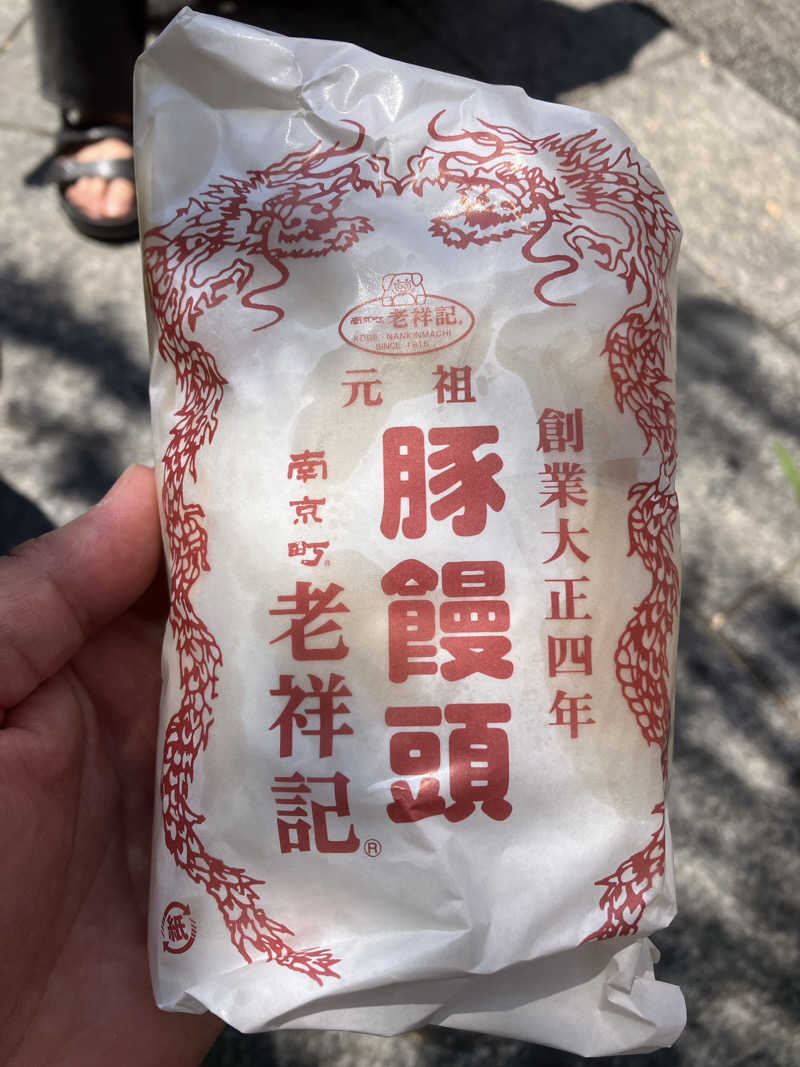 南京町 老祥記®
KOBE・NANKINMACHI
SINCE 1915
元祖
創業大正四年
豚饅頭
南京町® 老祥記®